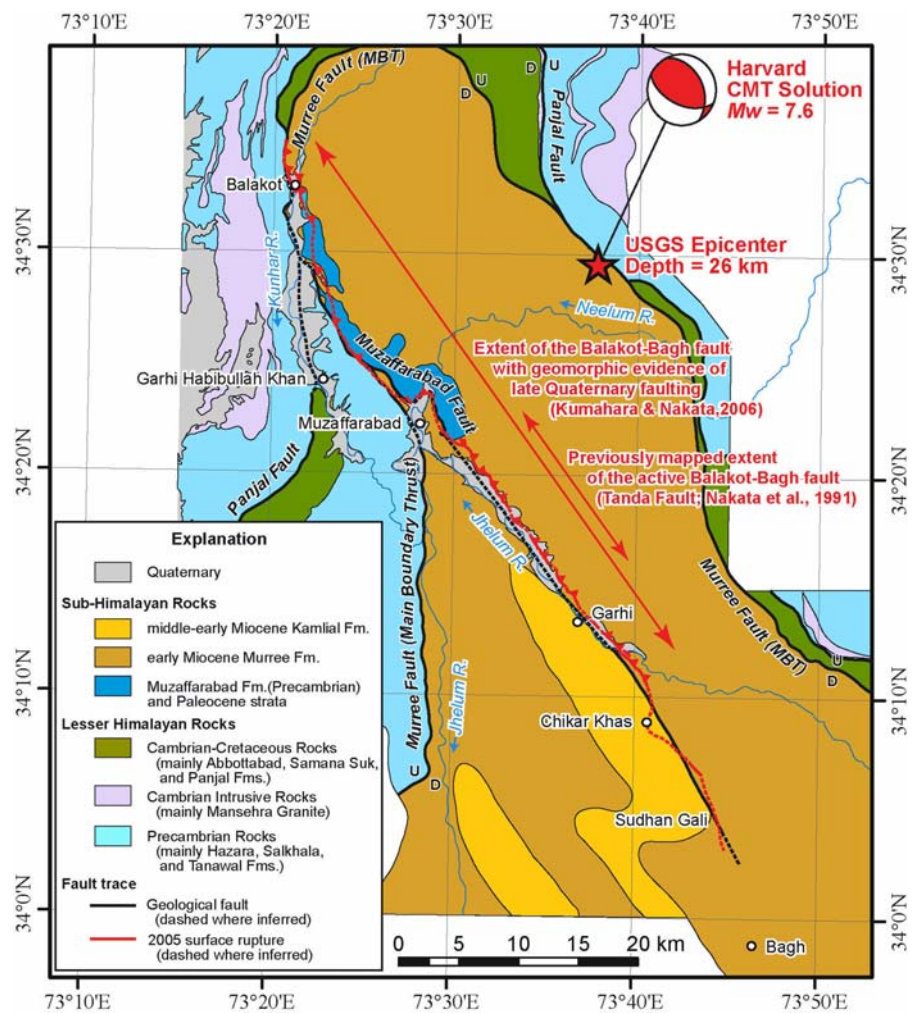 73°10'E
73°20'E
73°30'E
73°40'E
73°50'E
Murree Fault (MBT)
U
D
D
U
Panjal Fault
Harvard
CMT Solution
Mw = 7.6
Balakot
34°30'N
34°30'N
Kunhar R.
USGS Epicenter
Depth = 26 km
Neelum R.
Muzaffarabad Fault
Extent of the Balakot-Bagh fault
with geomorphic evidence of
late Quaternary faulting
(Kumahara & Nakata,2006)
Garhi Habibullah Khan
Muzaffarabad
34°20'N
34°20'N
Panjal Fault
Previously mapped extent
of the active Balakot-Bagh fault
(Tanda Fault; Nakata et al., 1991)
Jhelum R.
Murree Fault (Main Boundary Thrust)
Murree Fault (MBT)
U
D
Garhi
Jhelum R.
34°10'N
34°10'N
Chikar Khas
U
D
Sudhan Gali
34°0'N
34°0'N
Bagh
Explanation
Quaternary
Sub-Himalayan Rocks
middle-early Miocene Kamlial Fm.
early Miocene Murree Fm.
Muzaffarabad Fm.(Precambrian)
and Paleocene strata
Lesser Himalayan Rocks
Cambrian-Cretaceous Rocks
(mainly Abbottabad, Samana Suk,
and Panjal Fms.)
Cambrian Intrusive Rocks
(mainly Mansehra Granite)
Precambrian Rocks
(mainly Hazara, Salkhala,
and Tanawal Fms.)
Fault trace
Geological fault
(dashed where inferred)
2005 surface rupture
(dashed where inferred)
0 5 10 15 20 km
73°10'E
73°20'E
73°30'E
73°40'E
73°50'E